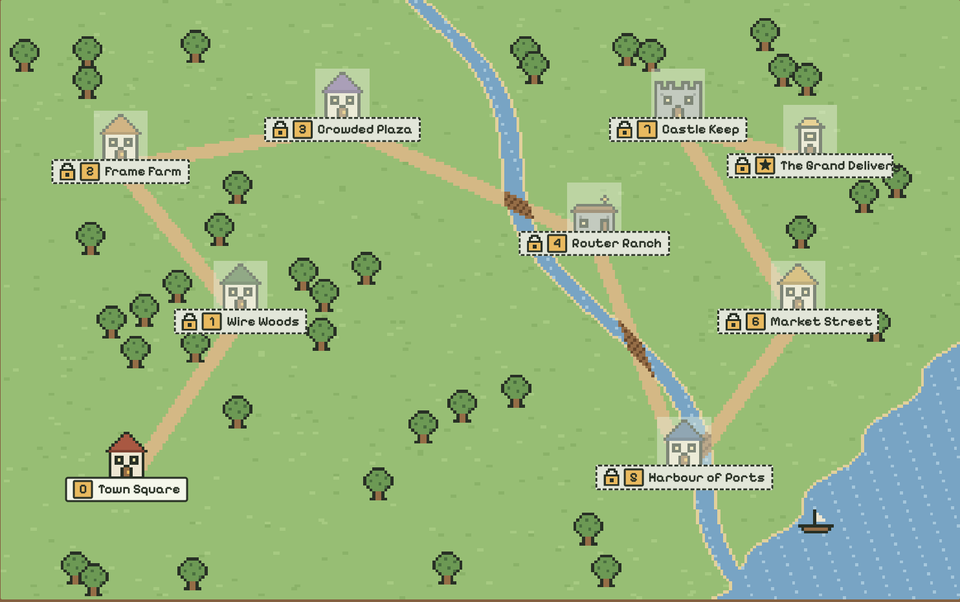 3 Crowded Plaza
7 Castle Keep
★ The Grand Deliver
2 Frame Farm
4 Router Ranch
1 Wire Woods
6 Market Street
5 Harbour of Ports
0 Town Square